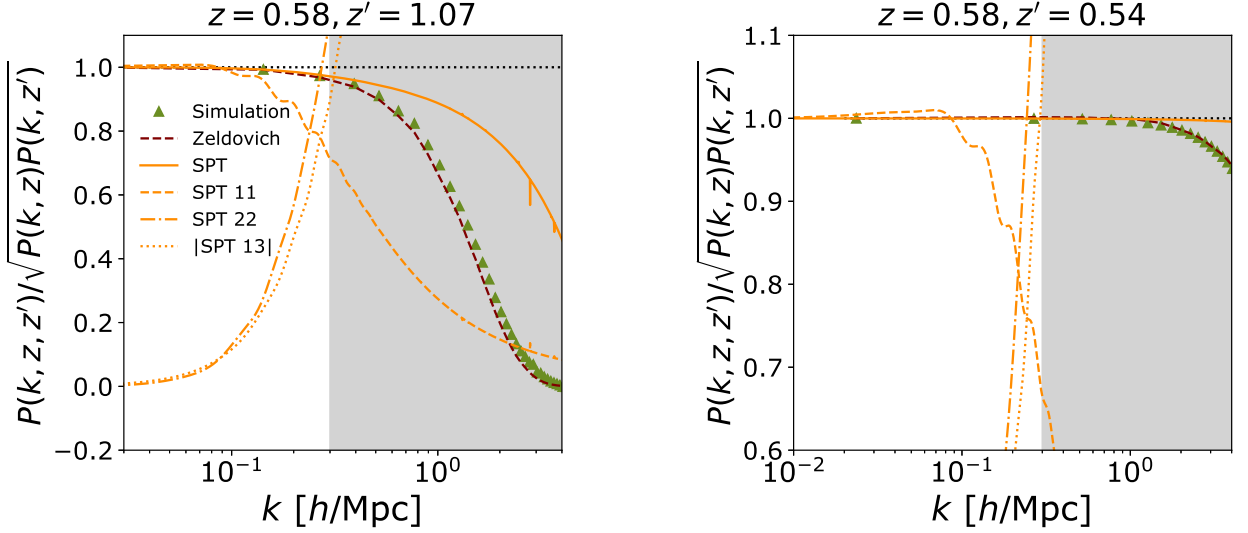 z = 0.58, z′ = 1.07
P(k, z, z′)/√P(k, z)P(k, z′)
1.0
0.8
0.6
0.4
0.2
0.0
−0.2
Simulation
Zeldovich
SPT
SPT 11
SPT 22
|SPT 13|
10⁻¹
10⁰
k [h/Mpc]
z = 0.58, z′ = 0.54
P(k, z, z′)/√P(k, z)P(k, z′)
1.1
1.0
0.9
0.8
0.7
0.6
10⁻²
10⁻¹
10⁰
k [h/Mpc]